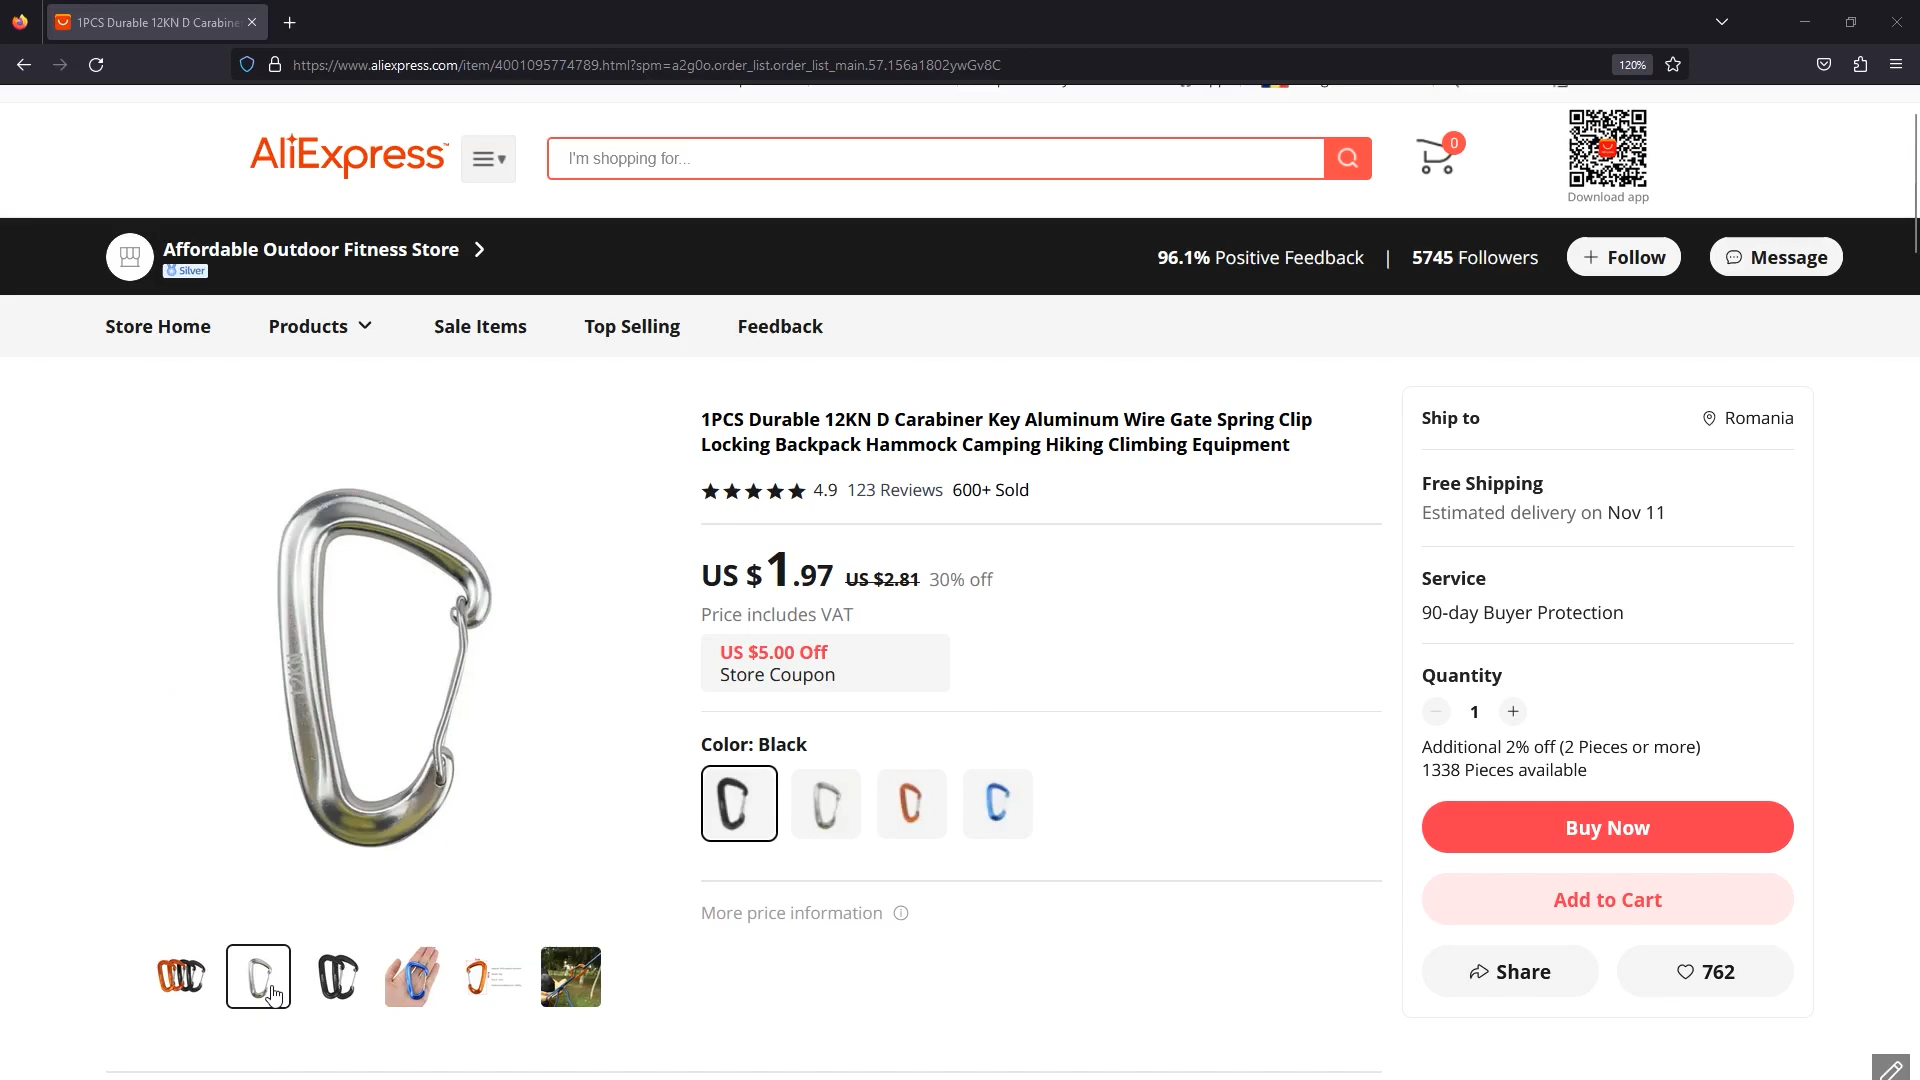 1PCS Durable 12KN D Carabine
https://www.aliexpress.com/item/4001095774789.html?spm=a2g0o.order_list.order_list_main.57.156a1802ywGv8C
120%
AliExpress
I'm shopping for...
0
Download app
Affordable Outdoor Fitness Store
Silver
96.1% Positive Feedback | 5745 Followers
+ Follow
Message
Store Home
Products
Sale Items
Top Selling
Feedback
1PCS Durable 12KN D Carabiner Key Aluminum Wire Gate Spring Clip
Locking Backpack Hammock Camping Hiking Climbing Equipment
4.9 123 Reviews 600+ Sold
US $1.97 US $2.81 30% off
Price includes VAT
US $5.00 Off
Store Coupon
Color: Black
More price information
12KN
Ship to
Romania
Free Shipping
Estimated delivery on Nov 11
Service
90-day Buyer Protection
Quantity
1
Additional 2% off (2 Pieces or more)
1338 Pieces available
Buy Now
Add to Cart
Share
762